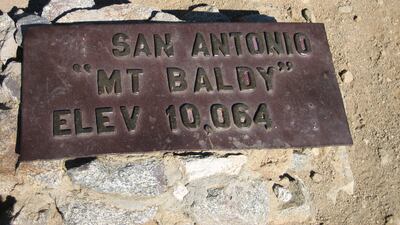 SAN ANTONIO
"MT BALDY"
ELEV 10,064